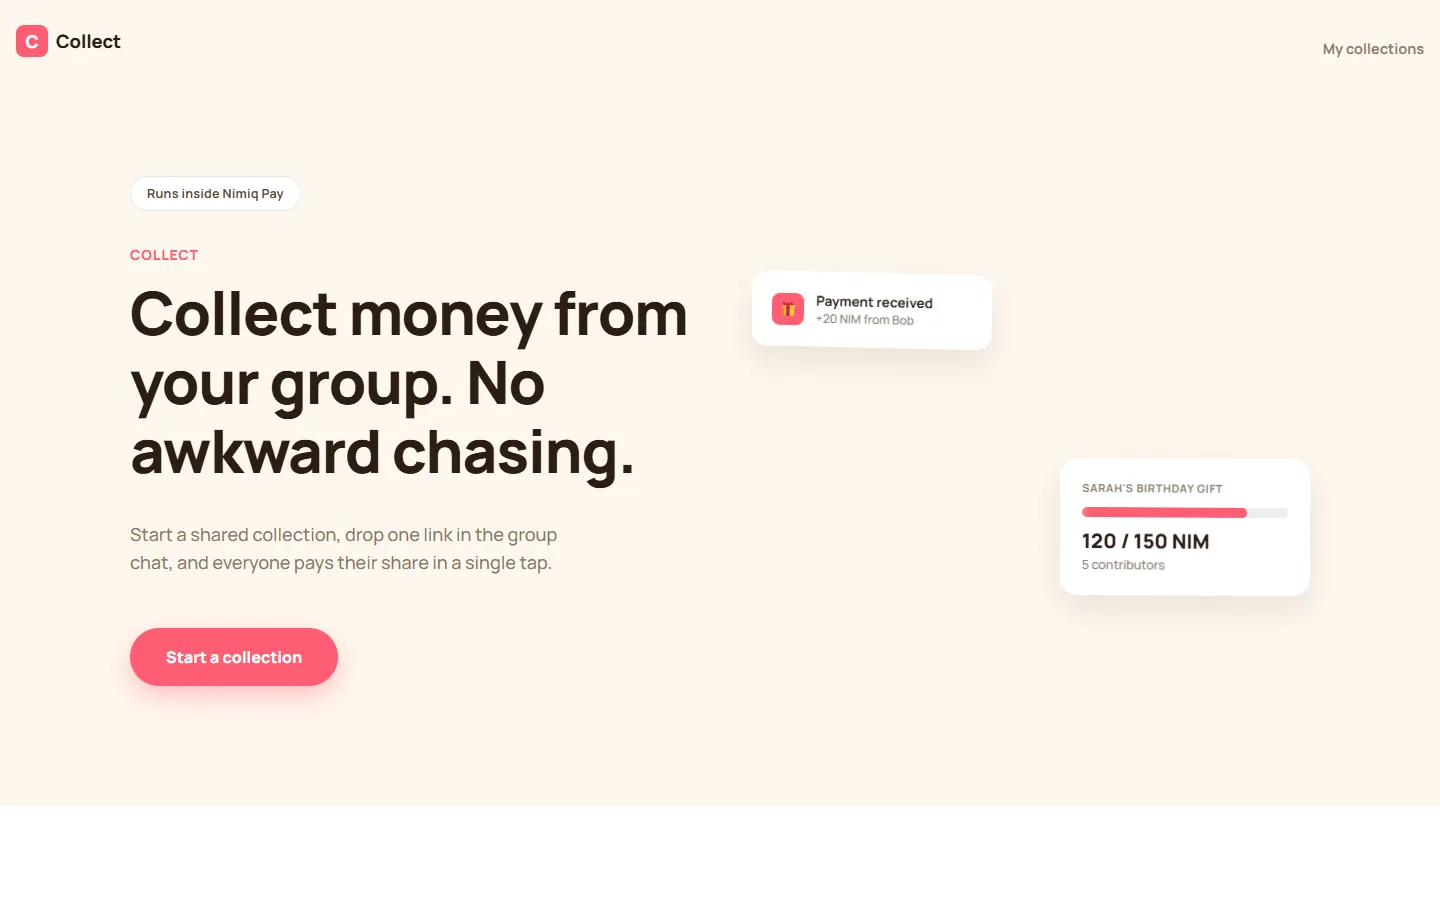 C Collect
My collections
Runs inside Nimiq Pay
COLLECT
Collect money from
your group. No
awkward chasing.
Start a shared collection, drop one link in the group
chat, and everyone pays their share in a single tap.
Start a collection
Payment received
+20 NIM from Bob
SARAH'S BIRTHDAY GIFT
120 / 150 NIM
5 contributors